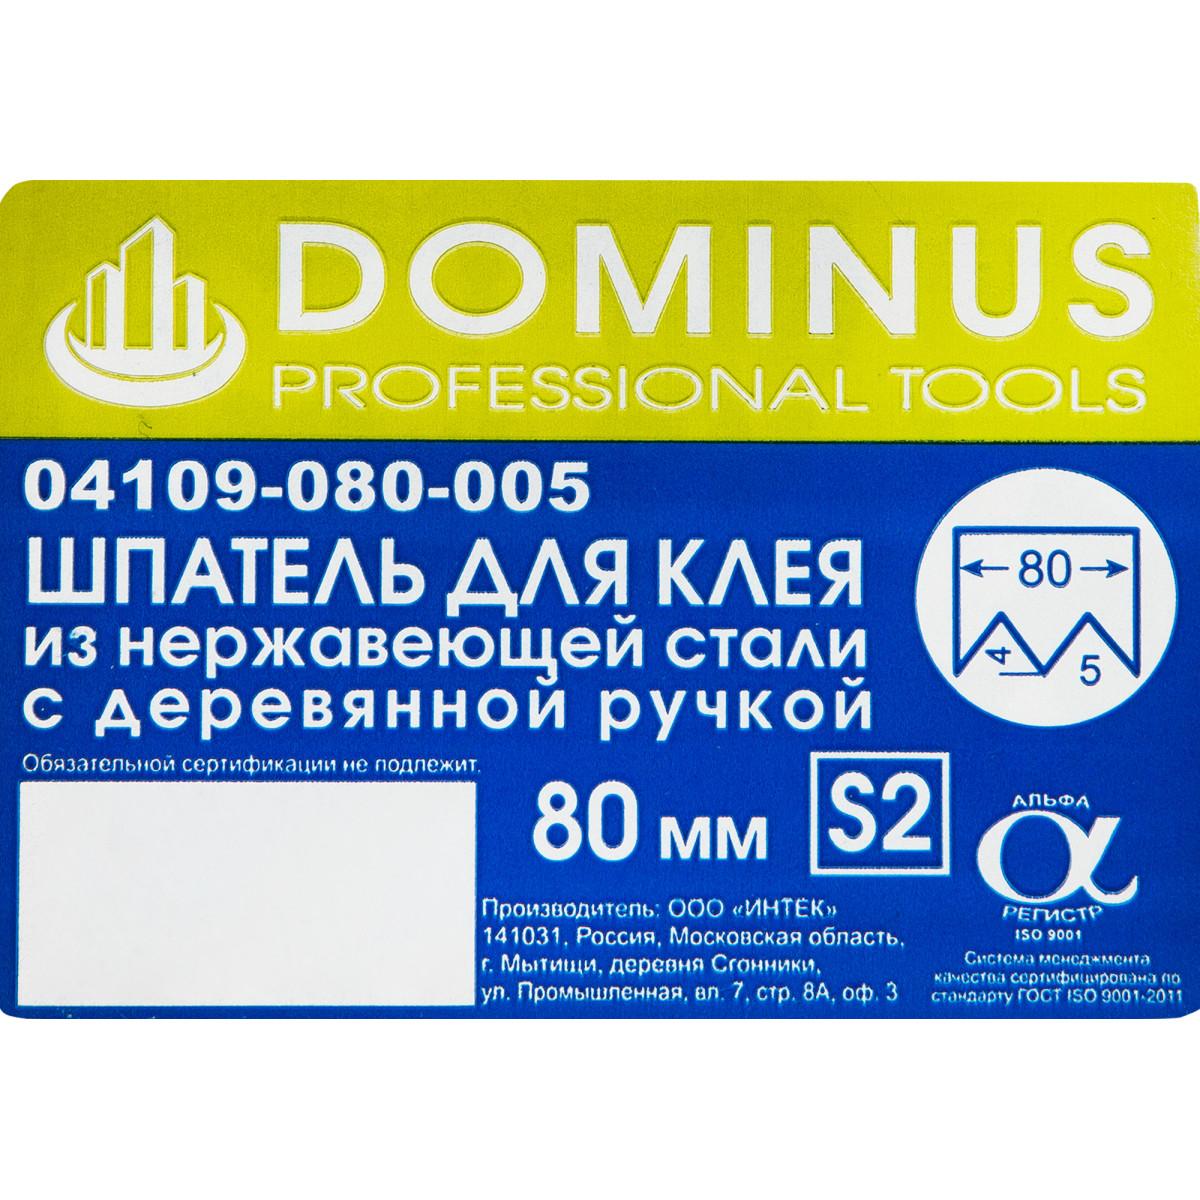 DOMINUS
PROFESSIONAL TOOLS
04109-080-005
ШПАТЕЛЬ ДЛЯ КЛЕЯ
из нержавеющей стали
с деревянной ручкой
80
4
5
Обязательной сертификации не подлежит.
80 мм
S2
АЛЬФА
α
РЕГИСТР
ISO 9001
Производитель: ООО «ИНТЕК»
141031, Россия, Московская область,
г. Мытищи, деревня Сгонники,
ул. Промышленная, вл. 7, стр. 8А, оф. 3
Система менеджмента
качества сертифицирована по
стандарту ГОСТ ISO 9001-2011